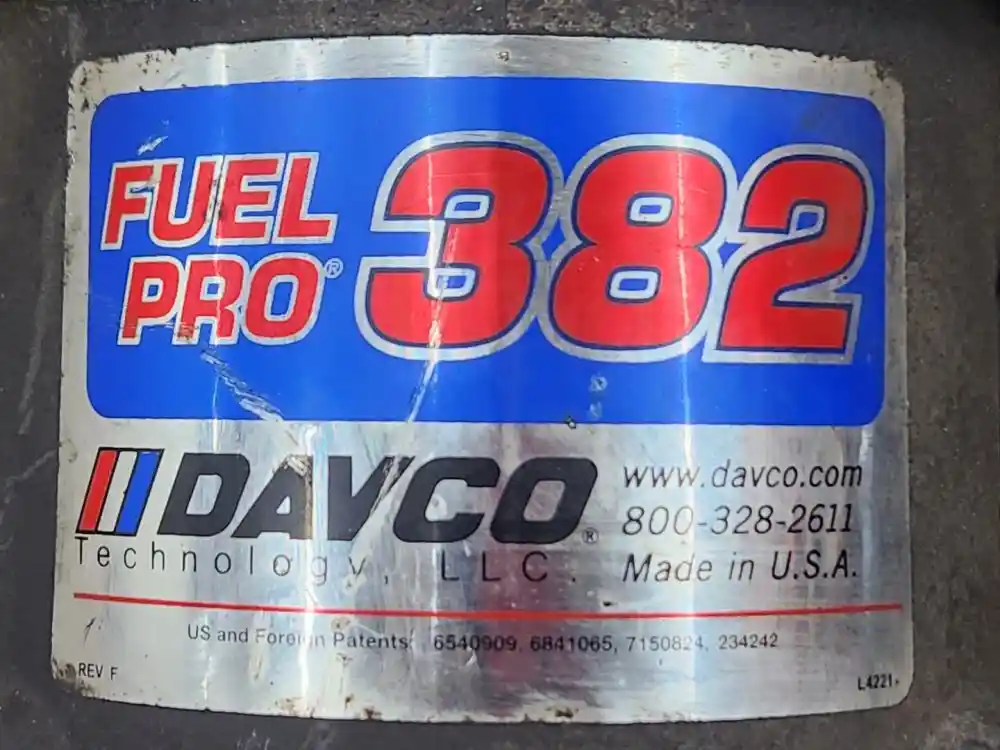 FUEL
PRO® 382
DAVCO®
Technology, LLC.
www.davco.com
800-328-2611
Made in U.S.A.
US and Foreign Patents: 6540909, 6841065, 7150824, 234242
REV F
L4221